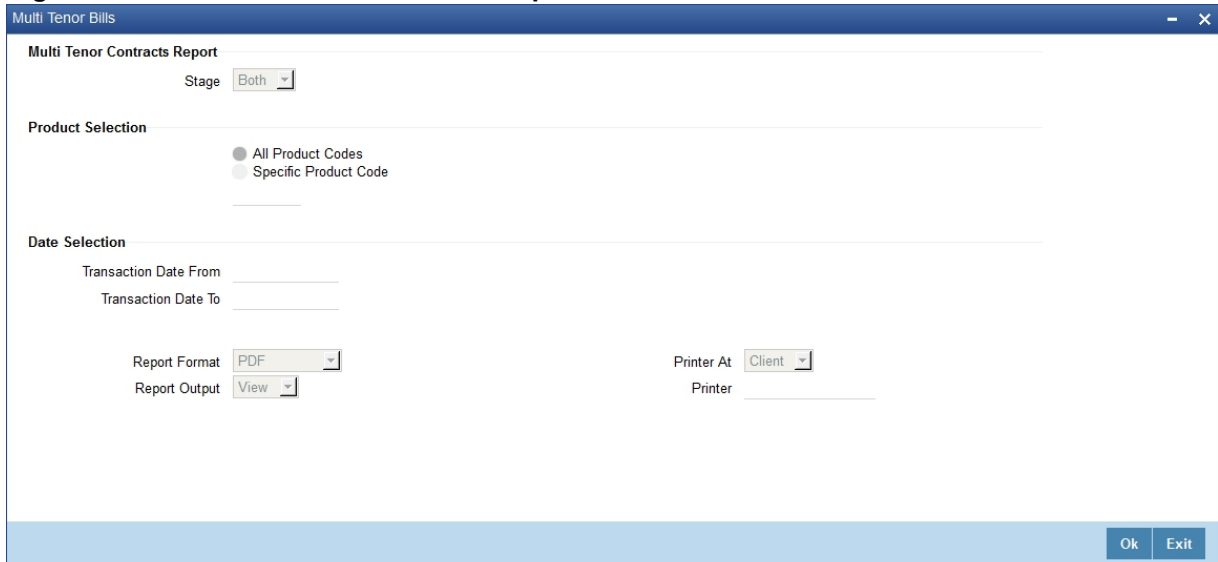 Multi Tenor Bills
Multi Tenor Contracts Report
Stage Both
Product Selection
All Product Codes
Specific Product Code
Date Selection
Transaction Date From
Transaction Date To
Report Format PDF Printer At Client
Report Output View Printer
Ok Exit